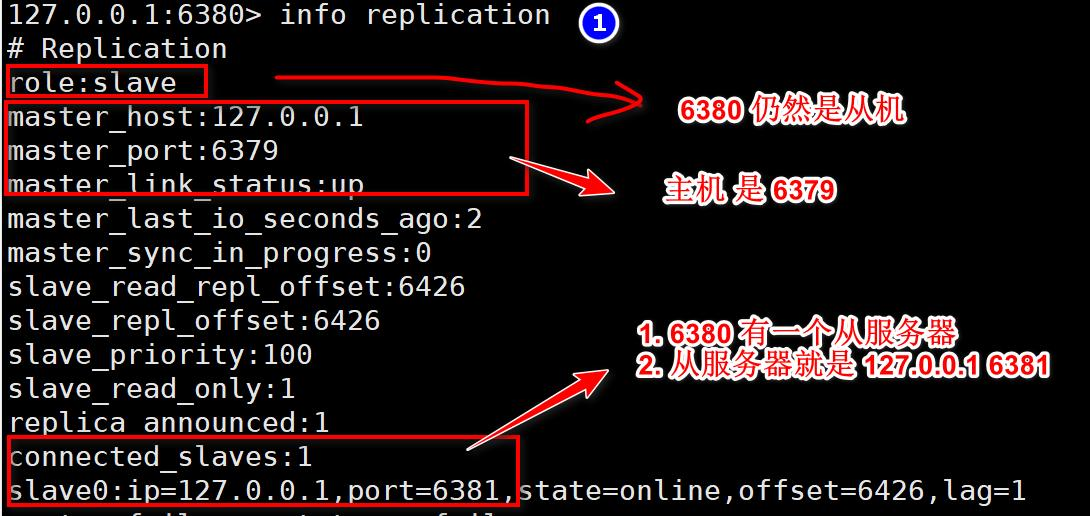 127.0.0.1:6380> info replication
1
# Replication
role:slave
6380 仍然是从机
master_host:127.0.0.1
master_port:6379
主机 是 6379
master_link_status:up
master_last_io_seconds_ago:2
master_sync_in_progress:0
slave_read_repl_offset:6426
slave_repl_offset:6426
1. 6380 有一个从服务器
slave_priority:100
2. 从服务器就是 127.0.0.1 6381
slave_read_only:1
replica_announced:1
connected_slaves:1
slave0:ip=127.0.0.1,port=6381,state=online,offset=6426,lag=1